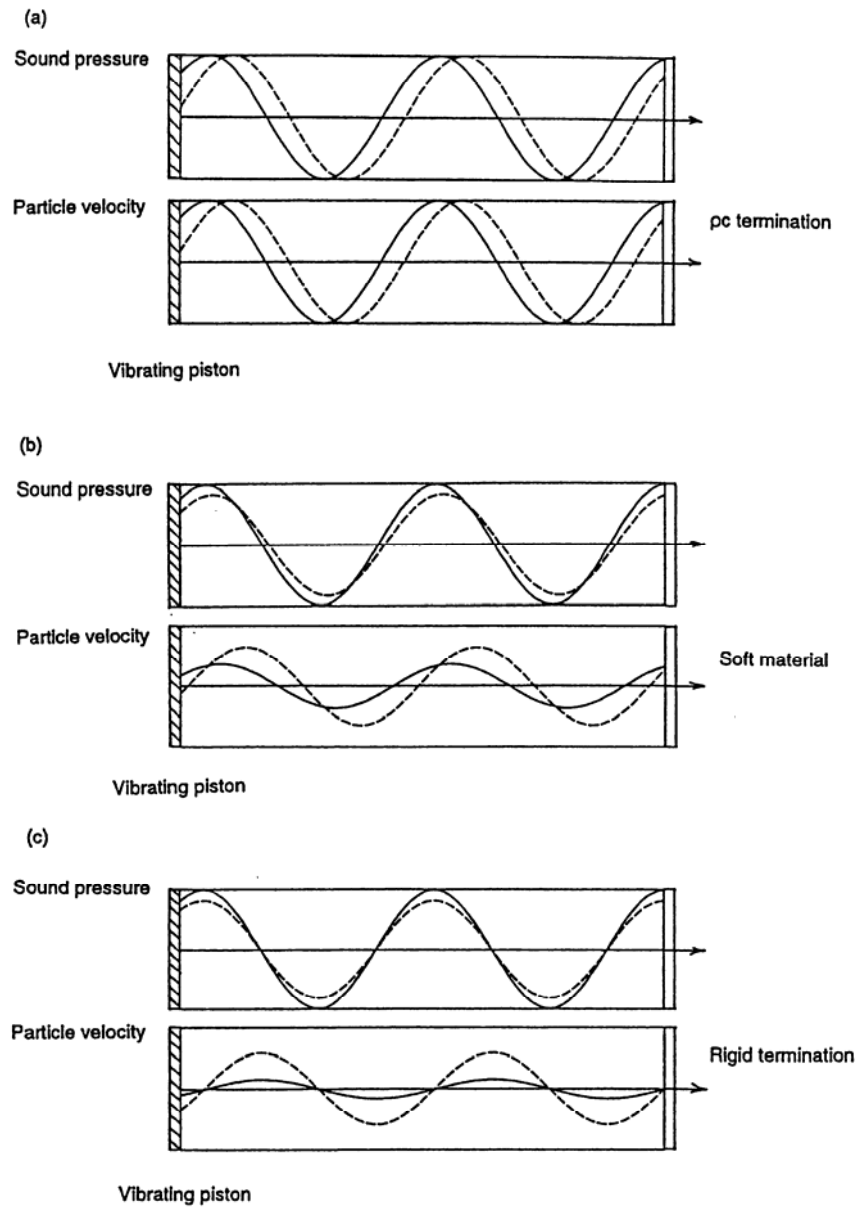 (a)
Sound pressure
Particle velocity
ρc termination
Vibrating piston
(b)
Sound pressure
Particle velocity
Soft material
Vibrating piston
(c)
Sound pressure
Particle velocity
Rigid termination
Vibrating piston